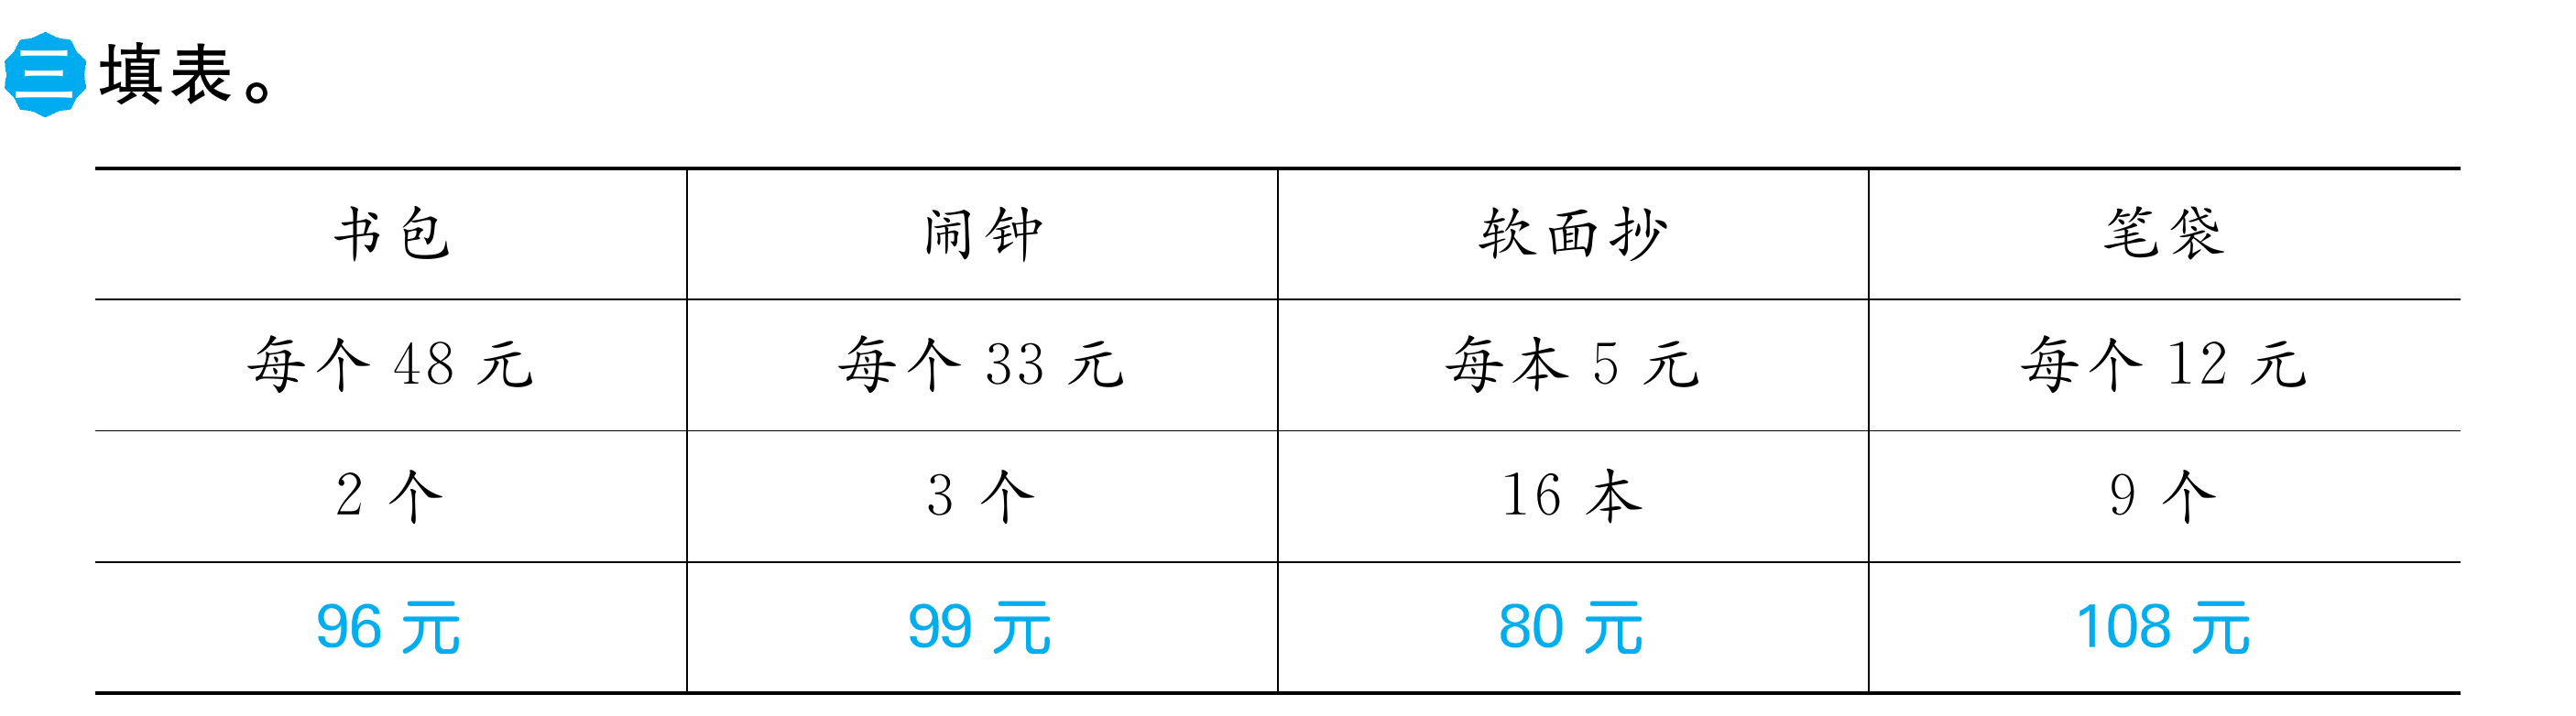 三 填表。
书包 闹钟 软面抄 笔袋
每个 48 元 每个 33 元 每本 5 元 每个 12 元
2 个 3 个 16 本 9 个
96 元 99 元 80 元 108 元